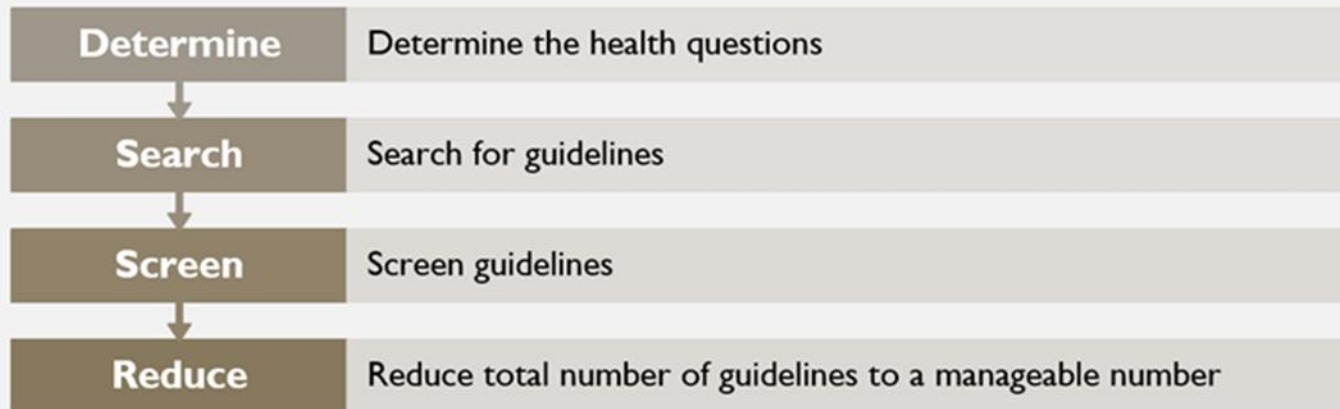 Determine Determine the health questions
Search Search for guidelines
Screen Screen guidelines
Reduce Reduce total number of guidelines to a manageable number